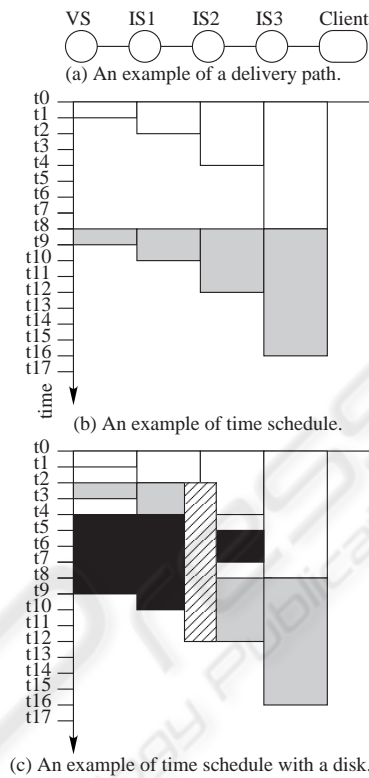 VS IS1 IS2 IS3 Client
(a) An example of a delivery path.
t0
t1
t2
t3
t4
t5
t6
t7
t8
t9
t10
t11
t12
t13
t14
t15
t16
t17
time
(b) An example of time schedule.
t0
t1
t2
t3
t4
t5
t6
t7
t8
t9
t10
t11
t12
t13
t14
t15
t16
t17
time
(c) An example of time schedule with a disk.